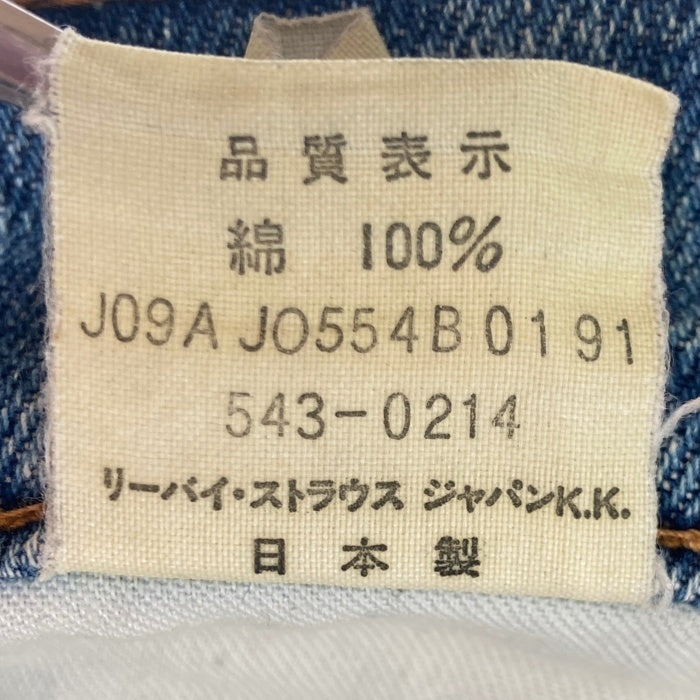 品質表示
綿 100%
J09A JO554B 0191
543-0214
リーバイ・ストラウス ジャパンK.K.
日本製